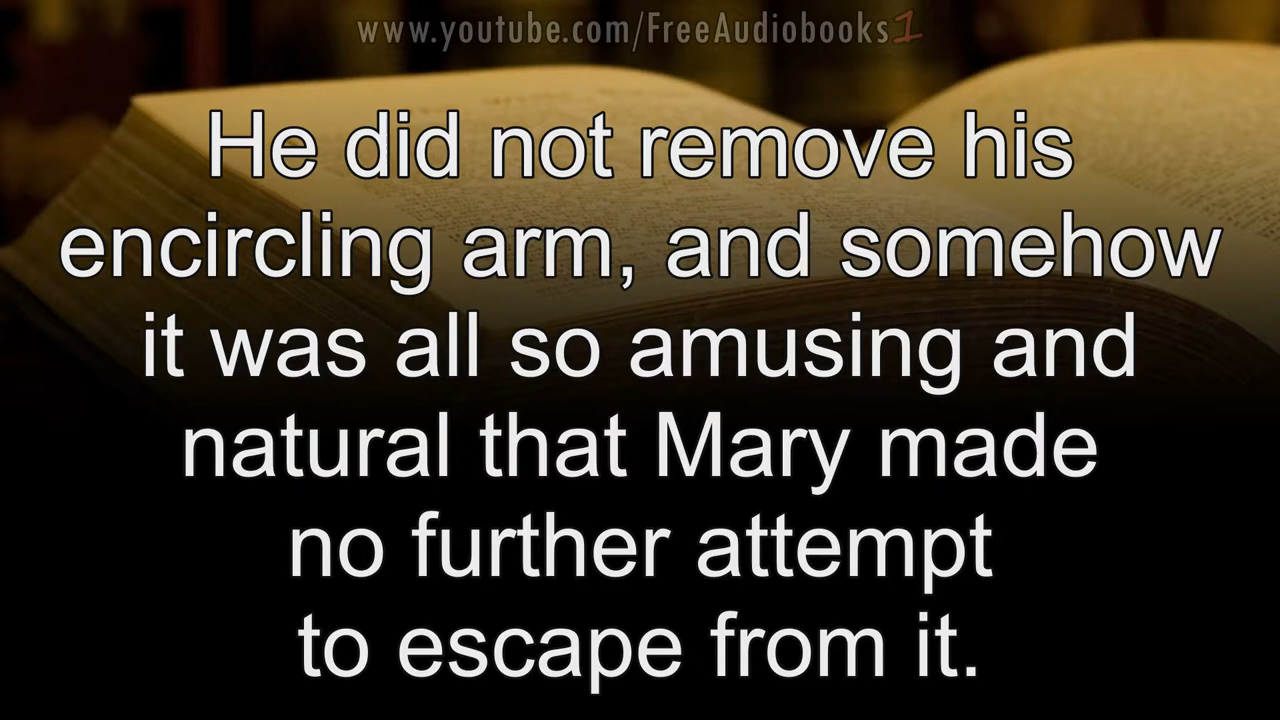 www.youtube.com/FreeAudiobooks1
He did not remove his
encircling arm, and somehow
it was all so amusing and
natural that Mary made
no further attempt
to escape from it.